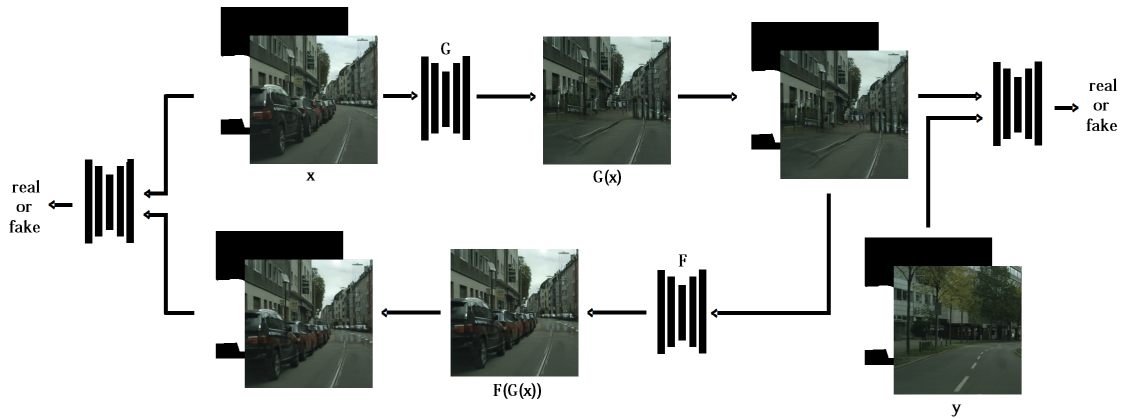 G
x
G(x)
real
or
fake
real
or
fake
F
F(G(x))
y